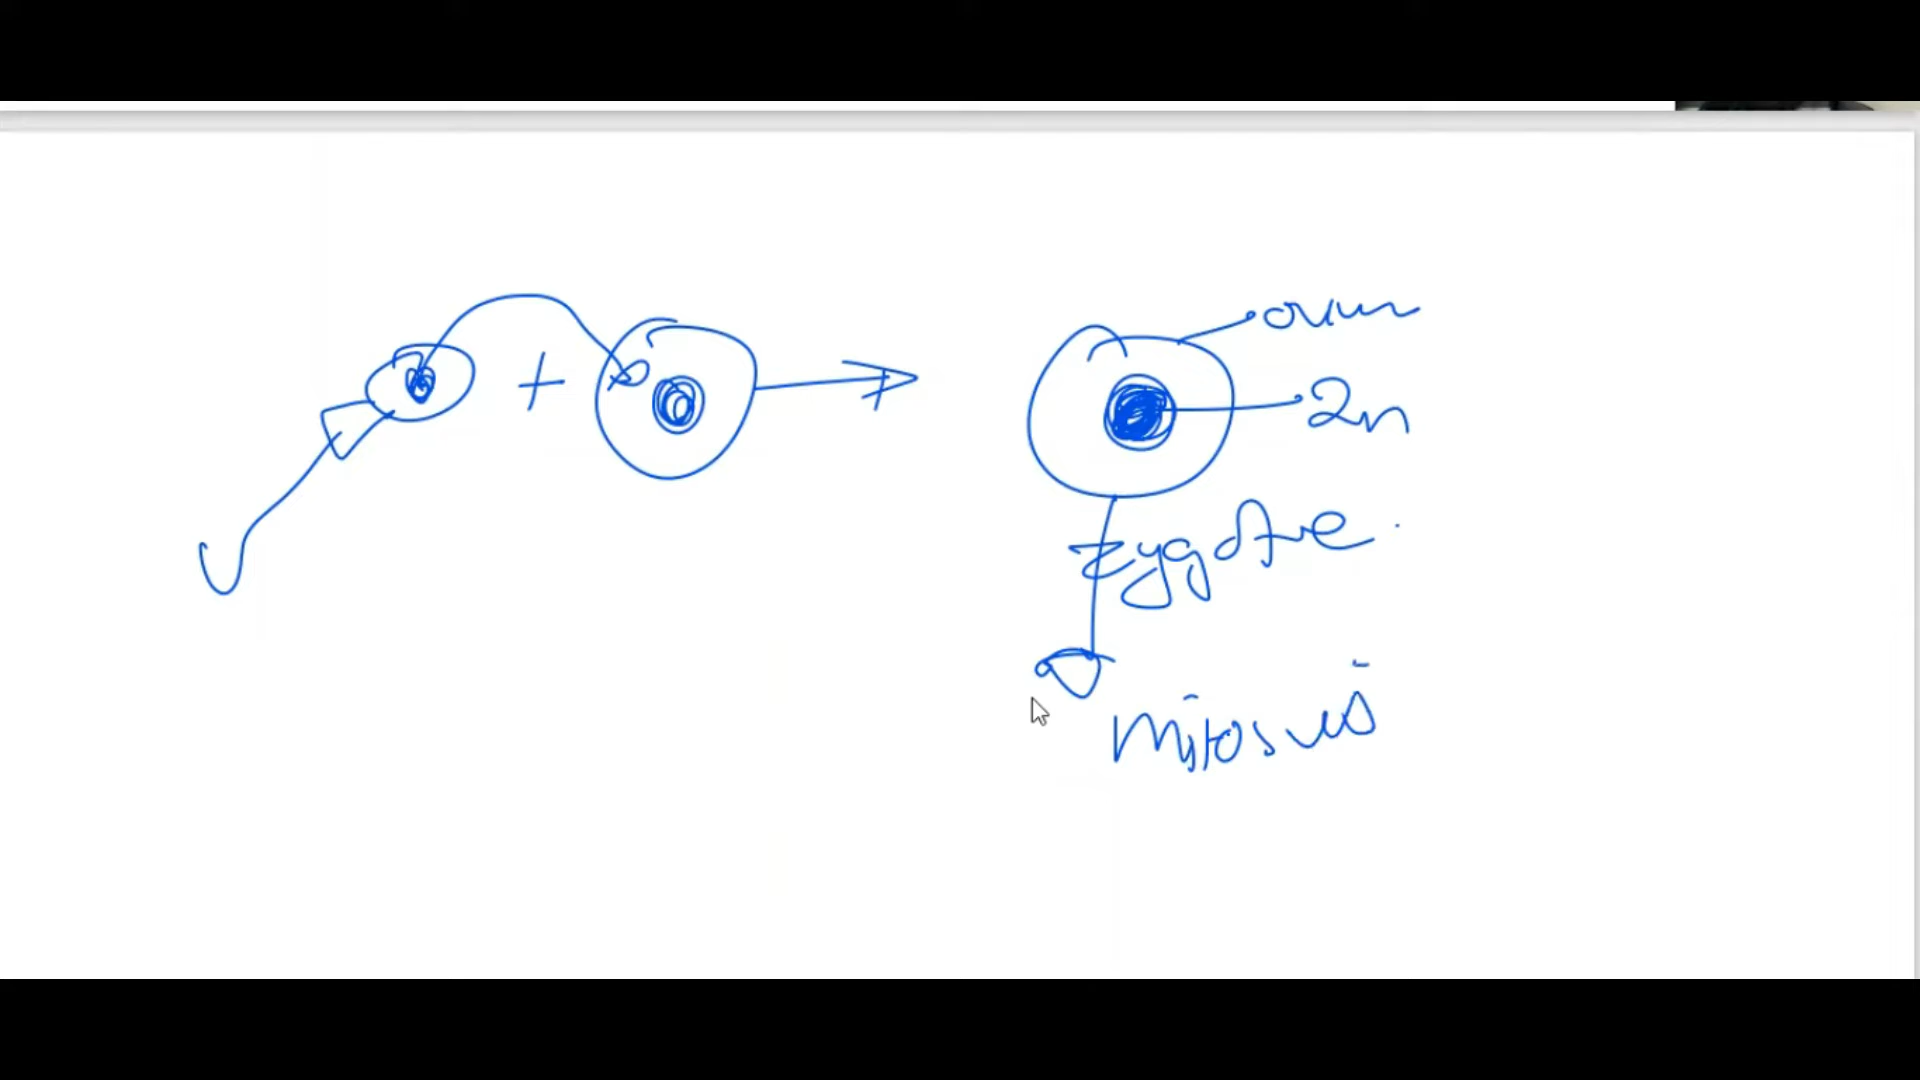 +
ovum
2n
zygote.
mitosis